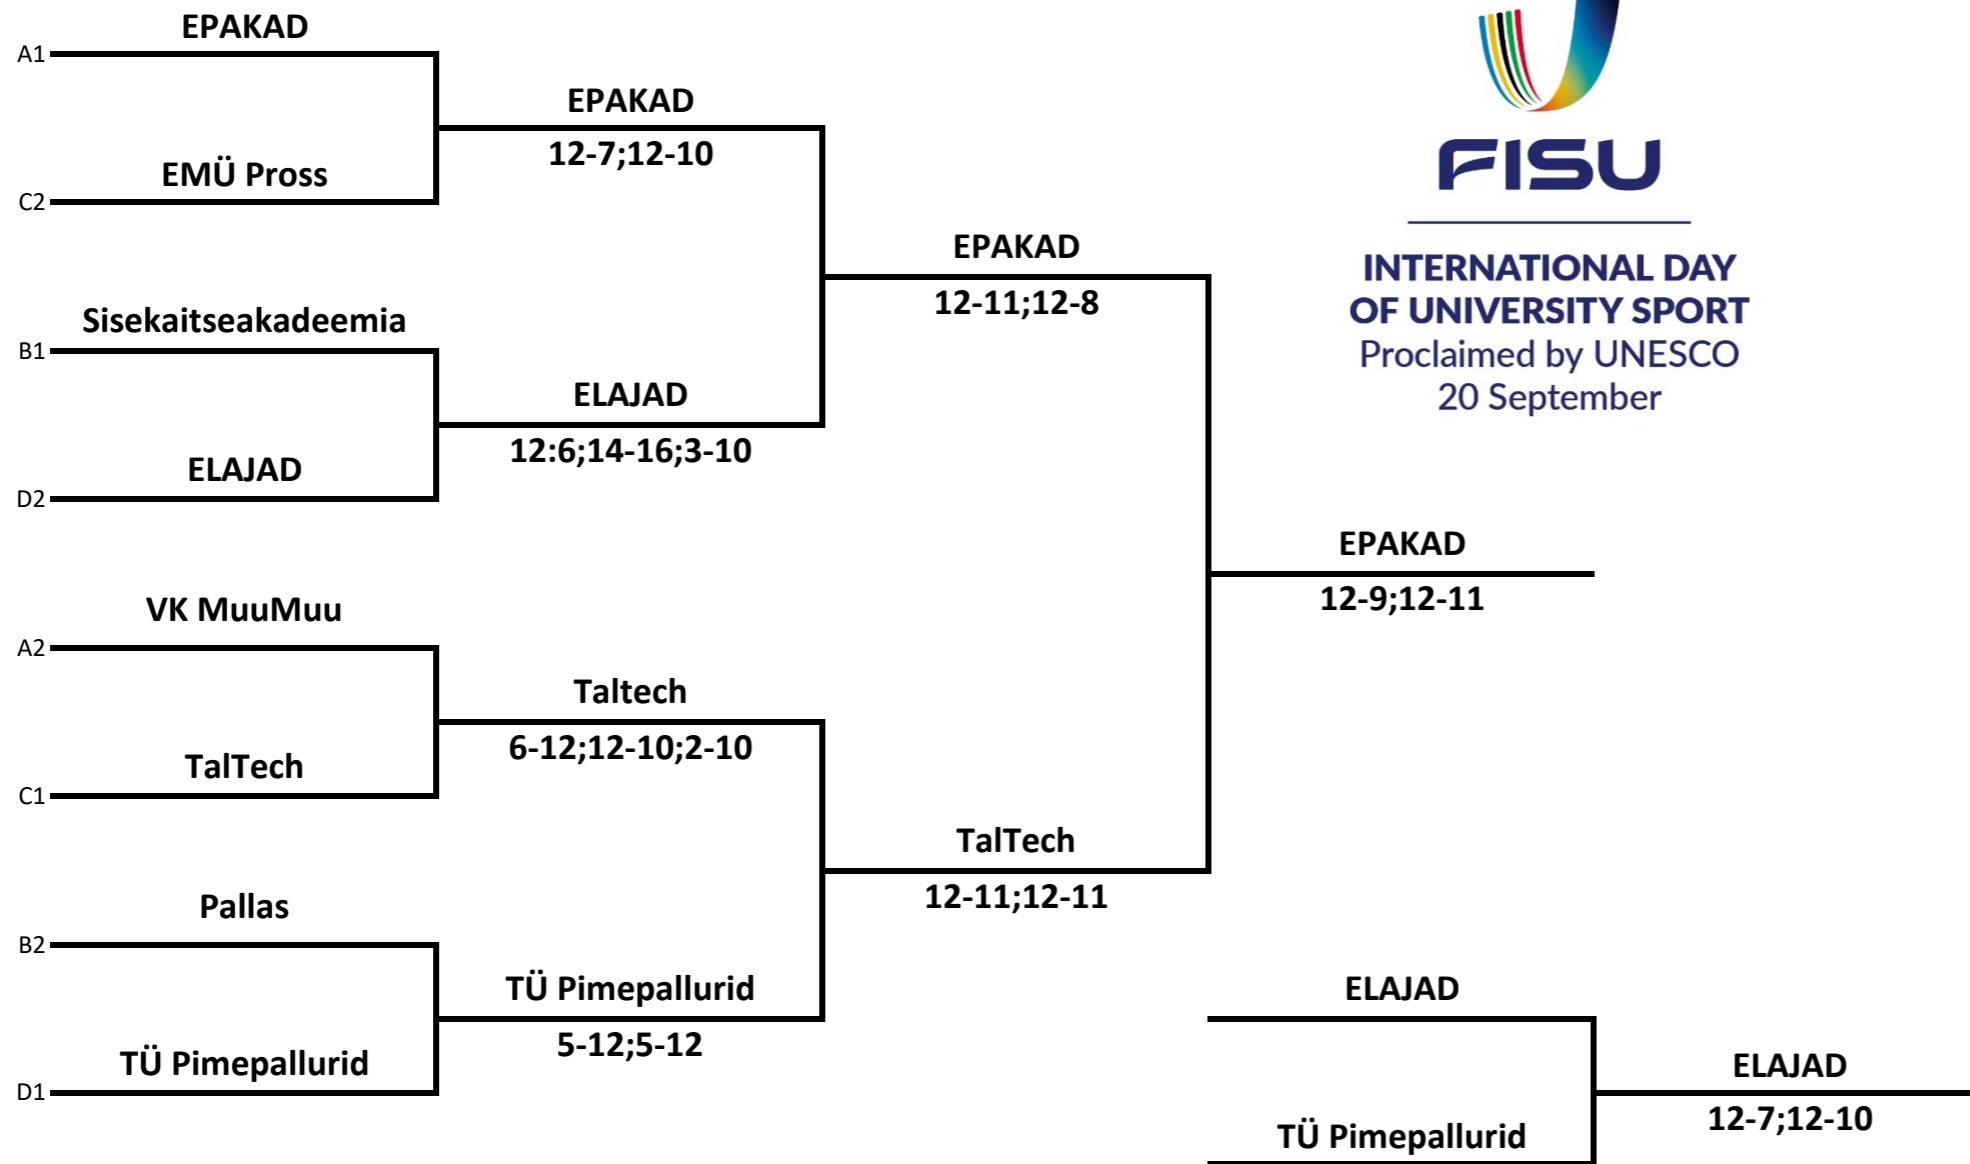 EPAKAD
A1
EPAKAD
12-7;12-10
EMÜ Pross
C2
EPAKAD
12-11;12-8
Sisekaitseakadeemia
B1
ELAJAD
12:6;14-16;3-10
ELAJAD
D2
FISU
INTERNATIONAL DAY
OF UNIVERSITY SPORT
Proclaimed by UNESCO
20 September
EPAKAD
12-9;12-11
VK MuuMuu
A2
Taltech
6-12;12-10;2-10
TalTech
C1
TalTech
12-11;12-11
Pallas
B2
TÜ Pimepallurid
5-12;5-12
TÜ Pimepallurid
D1
ELAJAD
ELAJAD
12-7;12-10
TÜ Pimepallurid